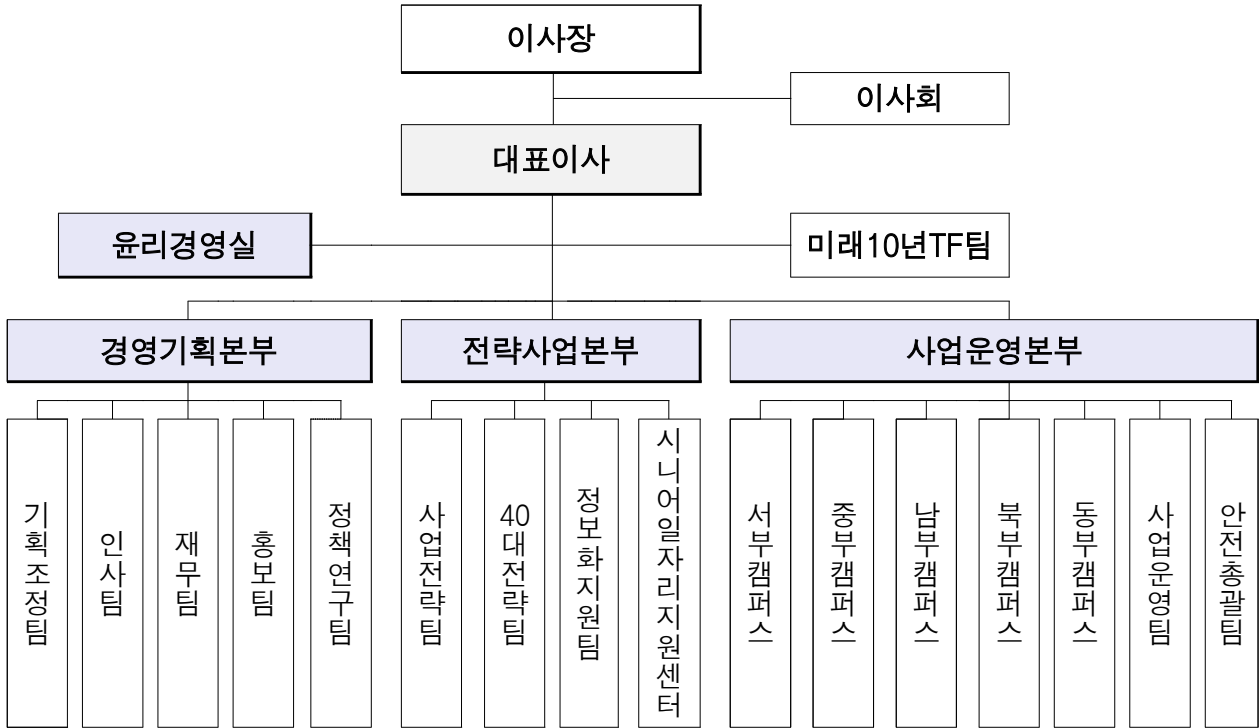 이사장
이사회
대표이사
윤리경영실
미래10년TF팀
경영기획본부
전략사업본부
사업운영본부
기획조정팀
인사팀
재무팀
홍보팀
정책연구팀
사업전략팀
40대전략팀
정보화지원팀
시니어일자리지원센터
서부캠퍼스
중부캠퍼스
남부캠퍼스
북부캠퍼스
동부캠퍼스
사업운영팀
안전총괄팀